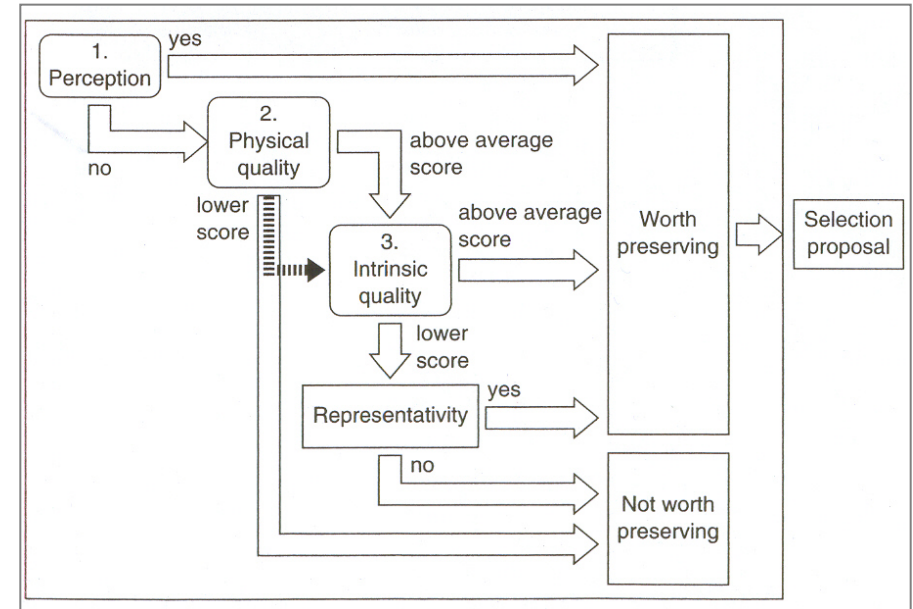 1.
Perception
yes
no
2.
Physical
quality
above average
score
lower
score
3.
Intrinsic
quality
above average
score
lower
score
Representativity
yes
no
Worth
preserving
Not worth
preserving
Selection
proposal